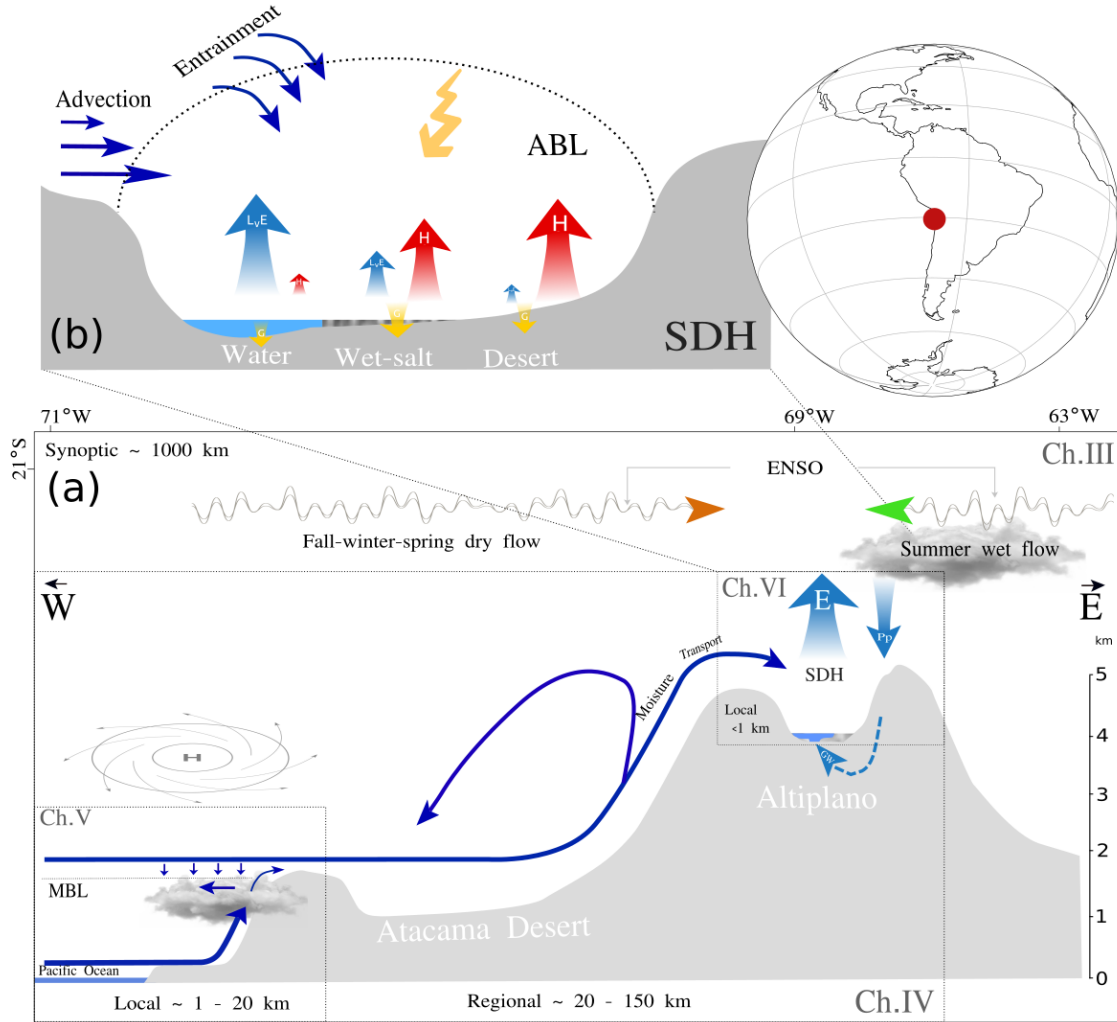 Entrainment
Advection
ABL
LᵥE
H
H
LᵥE
H
G
G
G
(b)
Water
Wet-salt
Desert
SDH
71°W
69°W
63°W
21°S
Synoptic ~ 1000 km
Ch.III
(a)
ENSO
Fall-winter-spring dry flow
Summer wet flow
W
Ch.VI
E
E
km
Pp
Moisture Transport
SDH
5
Local
<1 km
4
GW
H
Altiplano
3
Ch.V
2
MBL
1
Atacama Desert
Pacific Ocean
0
Local ~ 1 - 20 km
Regional ~ 20 - 150 km
Ch.IV